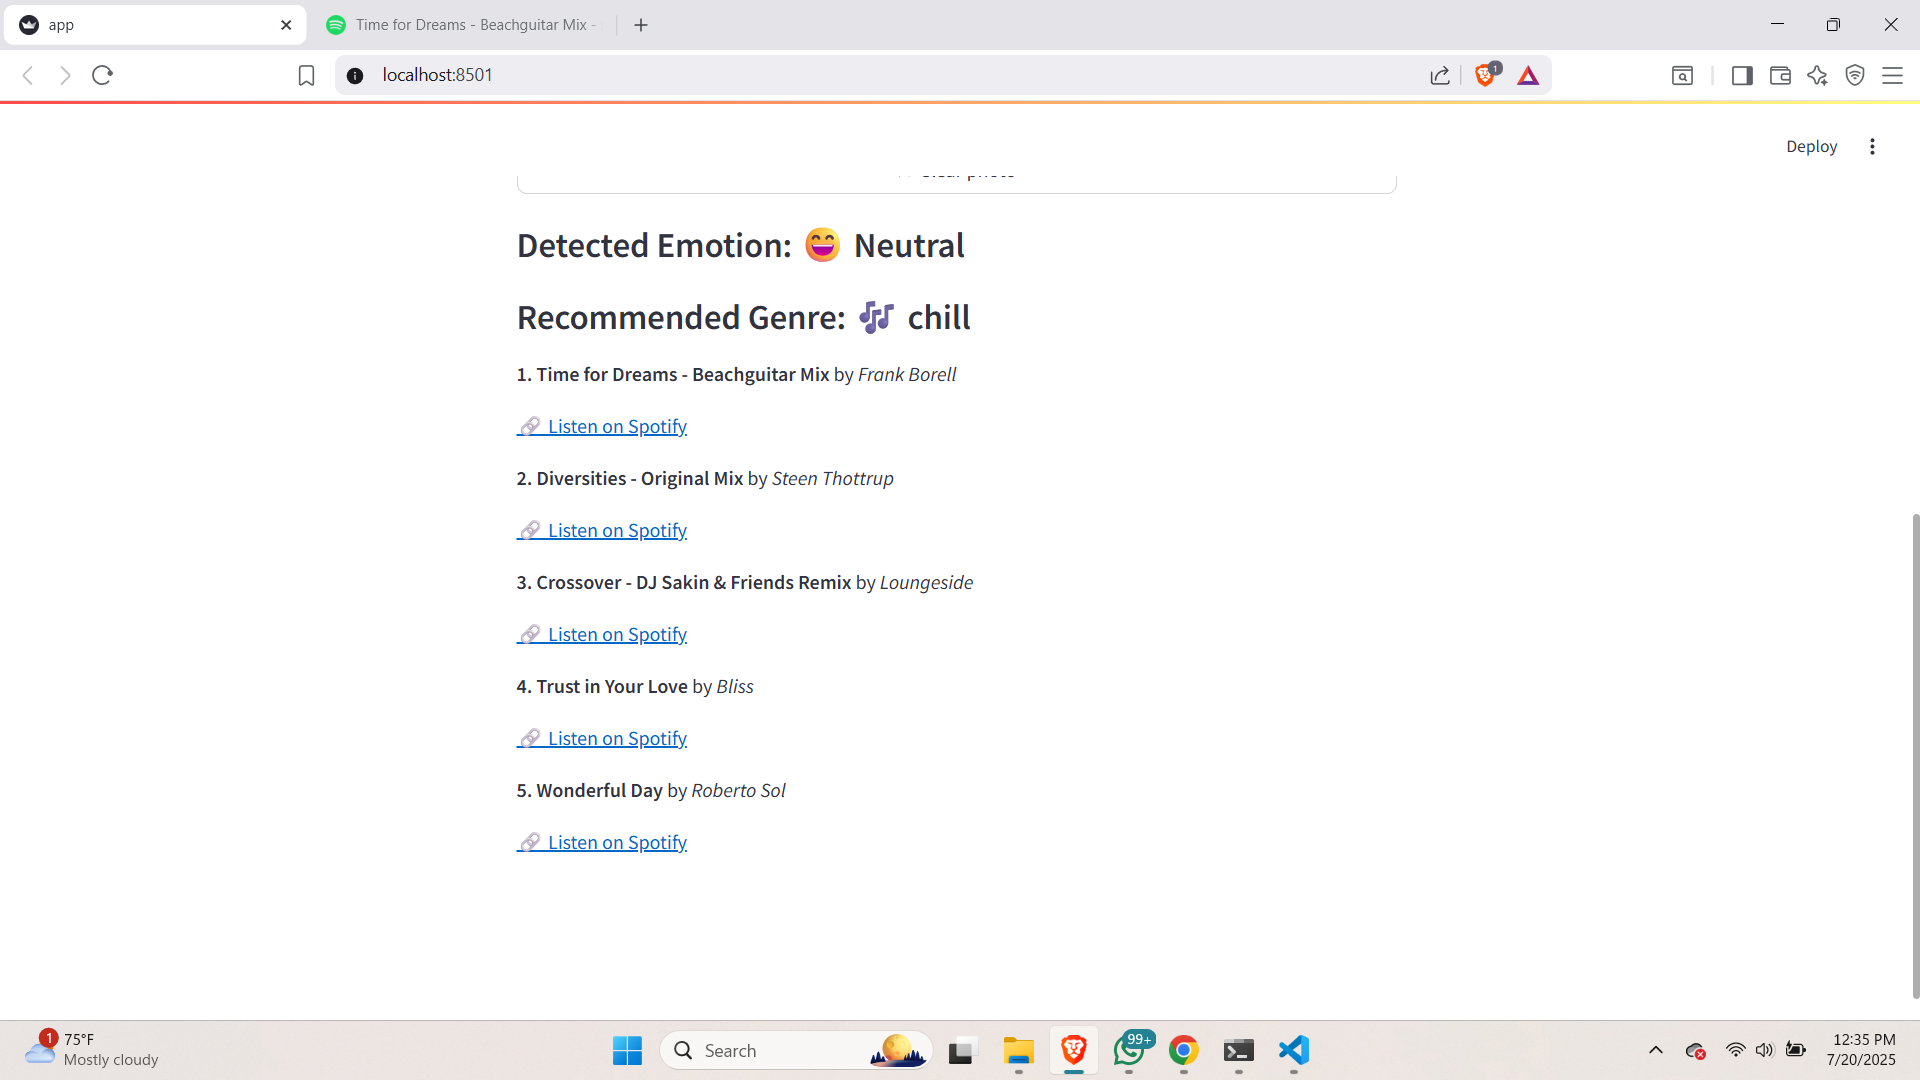 app
Time for Dreams - Beachguitar Mix -
localhost:8501
1
Deploy
Detected Emotion: 😄 Neutral
Recommended Genre: 🎶 chill
1. Time for Dreams - Beachguitar Mix by Frank Borell
🔗 Listen on Spotify
2. Diversities - Original Mix by Steen Thottrup
🔗 Listen on Spotify
3. Crossover - DJ Sakin & Friends Remix by Loungeside
🔗 Listen on Spotify
4. Trust in Your Love by Bliss
🔗 Listen on Spotify
5. Wonderful Day by Roberto Sol
🔗 Listen on Spotify
1
75°F
Mostly cloudy
Search
99+
12:35 PM
7/20/2025